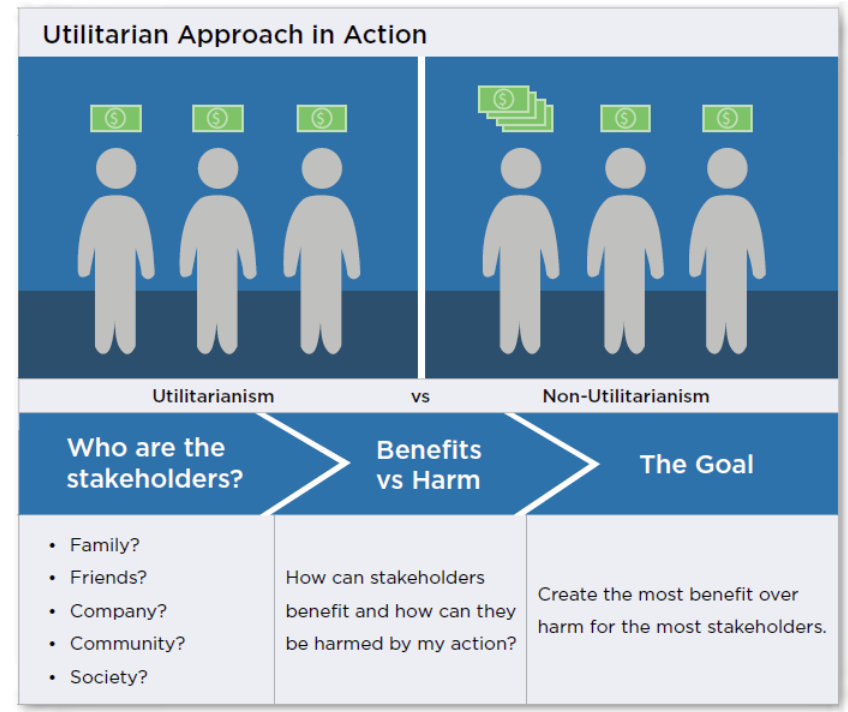 Utilitarian Approach in Action
$ $ $ $ $ $
Utilitarianism vs Non-Utilitarianism
Who are the
stakeholders?
Benefits
vs Harm
The Goal
• Family?
• Friends?
• Company?
• Community?
• Society?
How can stakeholders
benefit and how can they
be harmed by my action?
Create the most benefit over
harm for the most stakeholders.